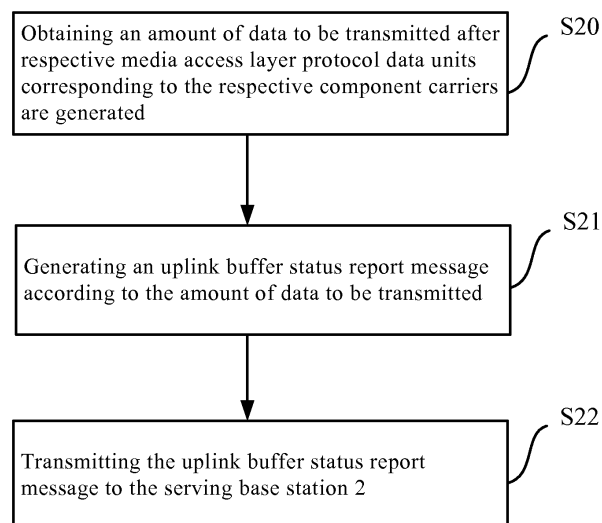 S20
Obtaining an amount of data to be transmitted after
respective media access layer protocol data units
corresponding to the respective component carriers
are generated
S21
Generating an uplink buffer status report message
according to the amount of data to be transmitted
S22
Transmitting the uplink buffer status report
message to the serving base station 2